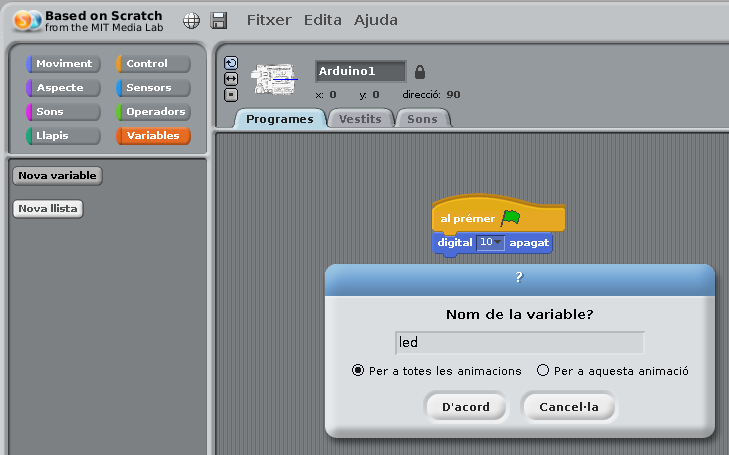 Based on Scratch
from the MIT Media Lab
Fitxer Edita Ajuda
Moviment Control
Aspecte Sensors
Sons Operadors
Llapis Variables
Nova variable
Nova llista
Arduino1
x: 0 y: 0 direcció: 90
Programes Vestits Sons
al prémer
digital 10 apagat
?
Nom de la variable?
led
Per a totes les animacions Per a aquesta animació
D'acord Cancel·la